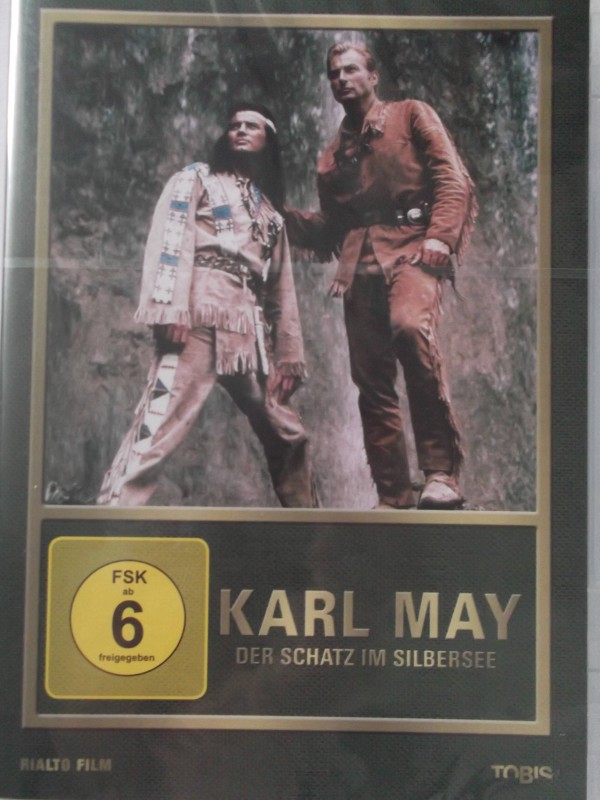 FSK
ab
6
freigegeben
KARL MAY
DER SCHATZ IM SILBERSEE
RIALTO FILM
TOBIS